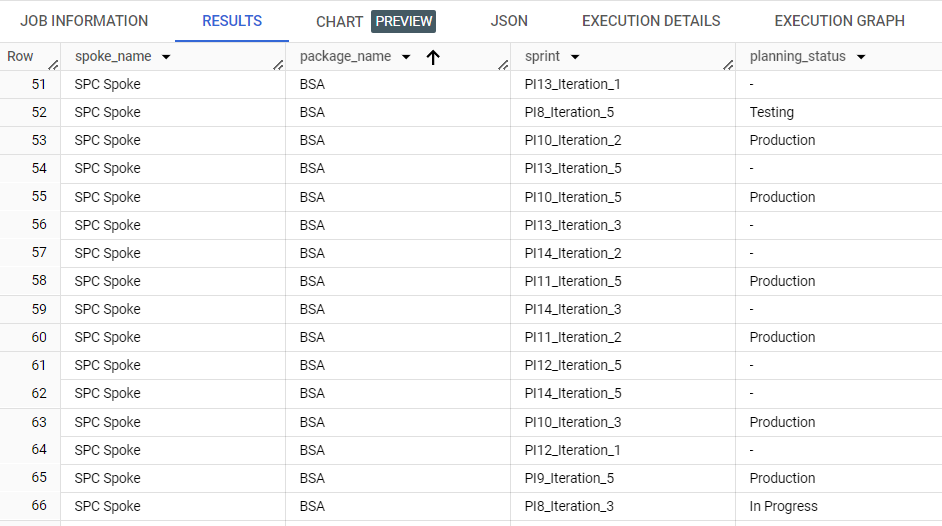 JOB INFORMATION RESULTS CHART PREVIEW JSON EXECUTION DETAILS EXECUTION GRAPH
Row spoke_name package_name sprint planning_status
51 SPC Spoke BSA PI13_Iteration_1 -
52 SPC Spoke BSA PI8_Iteration_5 Testing
53 SPC Spoke BSA PI10_Iteration_2 Production
54 SPC Spoke BSA PI13_Iteration_5 -
55 SPC Spoke BSA PI10_Iteration_5 Production
56 SPC Spoke BSA PI13_Iteration_3 -
57 SPC Spoke BSA PI14_Iteration_2 -
58 SPC Spoke BSA PI11_Iteration_5 Production
59 SPC Spoke BSA PI14_Iteration_3 -
60 SPC Spoke BSA PI11_Iteration_2 Production
61 SPC Spoke BSA PI12_Iteration_5 -
62 SPC Spoke BSA PI14_Iteration_5 -
63 SPC Spoke BSA PI10_Iteration_3 Production
64 SPC Spoke BSA PI12_Iteration_1 -
65 SPC Spoke BSA PI9_Iteration_5 Production
66 SPC Spoke BSA PI8_Iteration_3 In Progress